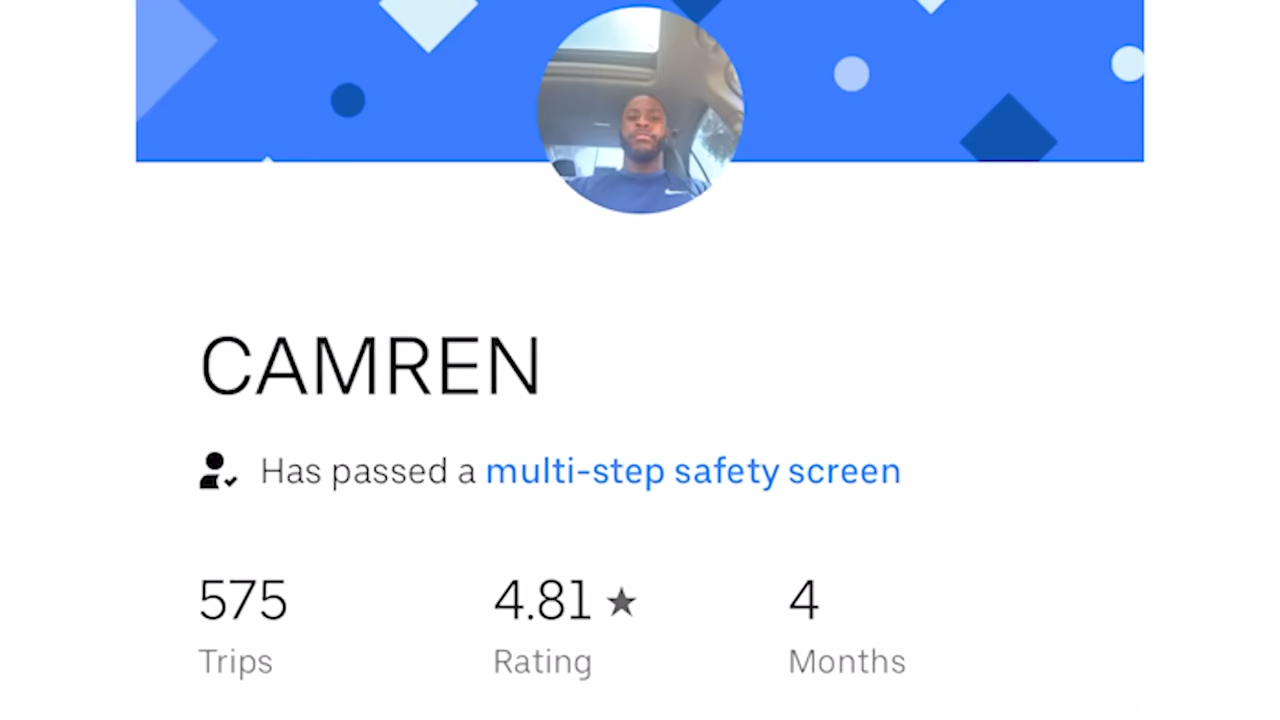 CAMREN
Has passed a multi-step safety screen
575 4.81 ★ 4
Trips Rating Months